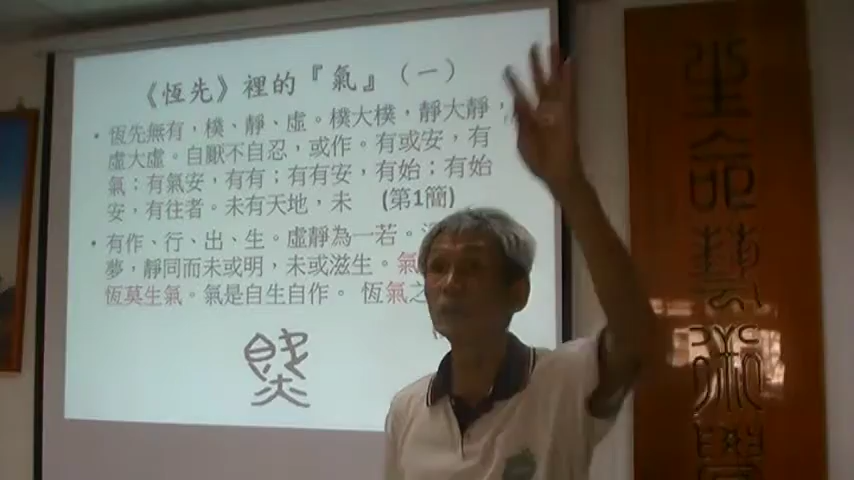 《恆先》裡的『氣』（一）
• 恆先無有，樸、靜、虛。樸大樸，靜大靜，
虛大虛。自厭不自忍，或作。有或安，有
氣；有氣安，有有；有有安，有始；有始
安，有往者。未有天地，未 (第1簡)
• 有作、行、出、生。虛靜為一若。
夢，靜同而未或明，未或滋生。氣
恆莫生氣。氣是自生自作。恆氣之
生命藝術學